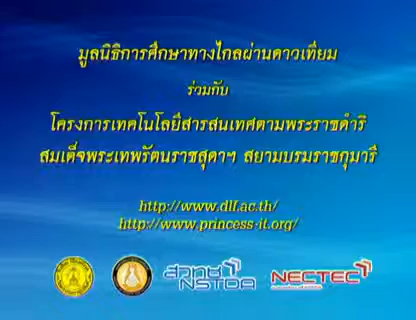 มูลนิธิการศึกษาทางไกลผ่านดาวเทียม
ร่วมกับ
โครงการเทคโนโลยีสารสนเทศตามพระราชดำริ
สมเด็จพระเทพรัตนราชสุดาฯ สยามบรมราชกุมารี
http://www.dlf.ac.th/
http://www.princess-it.org/
สวทช
NSTDA
NECTEC